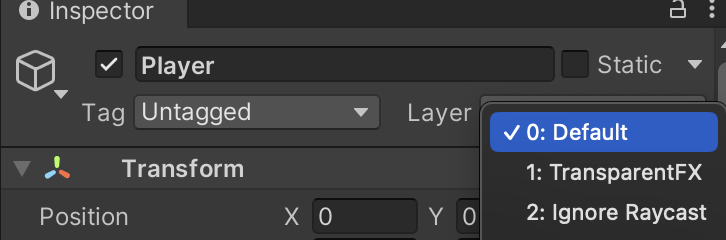 Inspector
Player
Static
Tag Untagged Layer
0: Default
1: TransparentFX
Transform
2: Ignore Raycast
Position X 0 Y 0